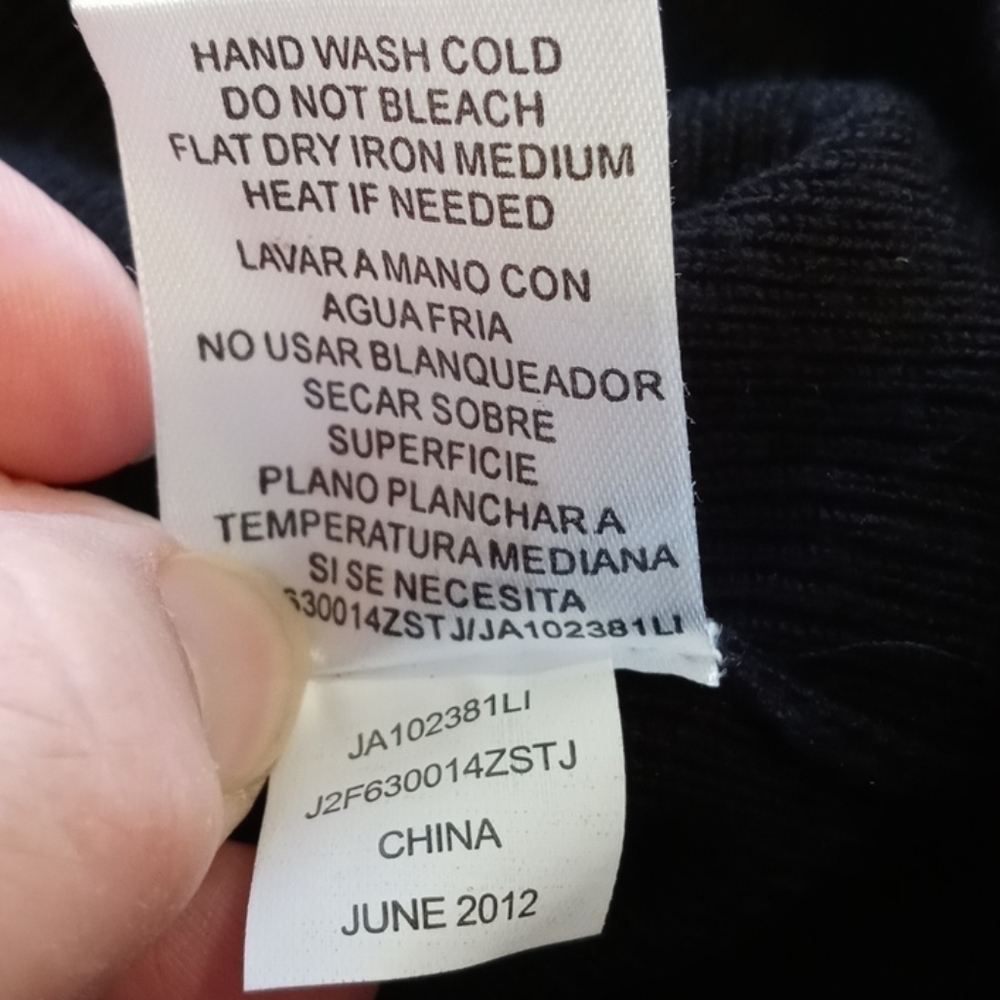 HAND WASH COLD
DO NOT BLEACH
FLAT DRY IRON MEDIUM
HEAT IF NEEDED
LAVAR A MANO CON
AGUA FRIA
NO USAR BLANQUEADOR
SECAR SOBRE
SUPERFICIE
PLANO PLANCHAR A
TEMPERATURA MEDIANA
SI SE NECESITA
630014ZSTJ/JA102381LI
JA102381LI
J2F630014ZSTJ
CHINA
JUNE 2012